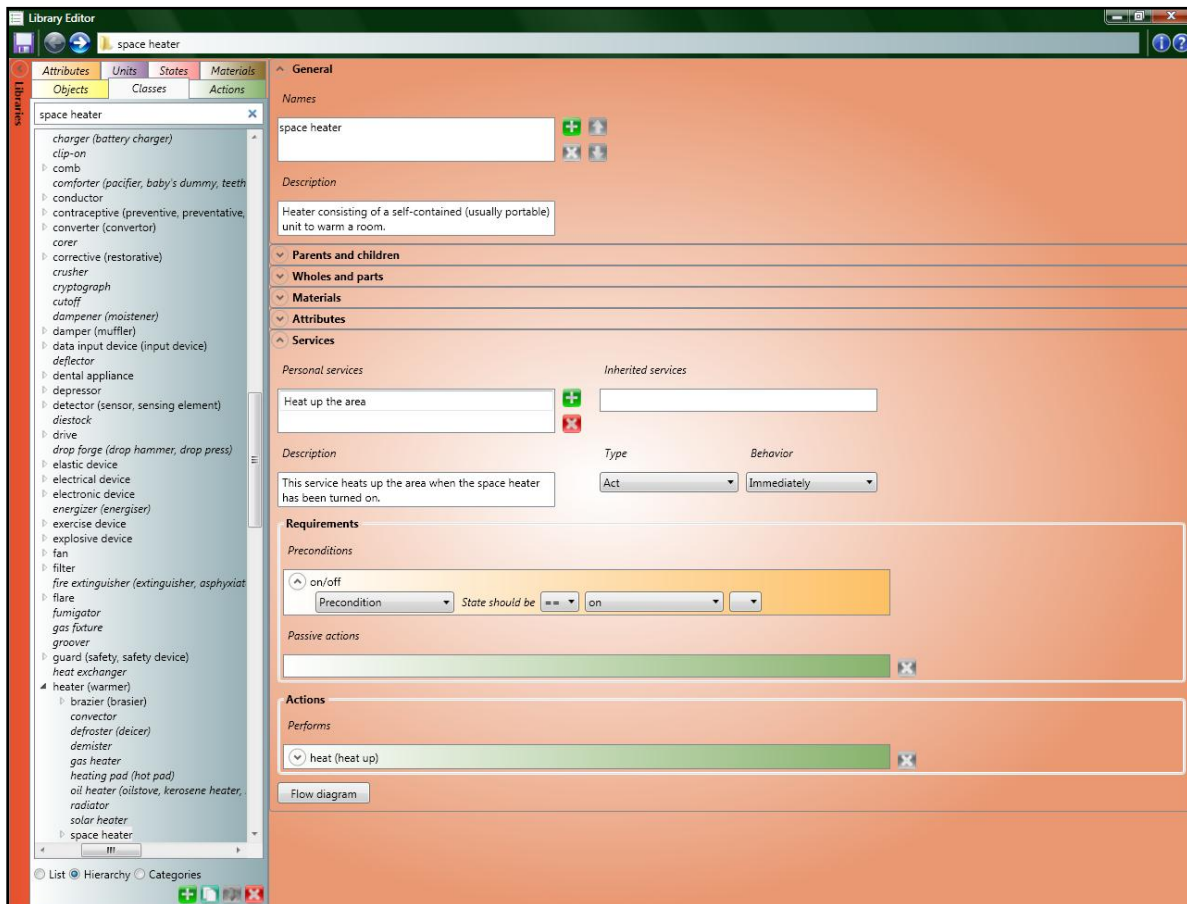 Library Editor
space heater
Libraries
Attributes Units States Materials
Objects Classes Actions
space heater
charger (battery charger)
clip-on
comb
comforter (pacifier, baby's dummy, teeth
conductor
contraceptive (preventive, preventative,
converter (convertor)
corer
corrective (restorative)
crusher
cryptograph
cutoff
dampener (moistener)
damper (muffler)
data input device (input device)
deflector
dental appliance
depressor
detector (sensor, sensing element)
diestock
drive
drop forge (drop hammer, drop press)
elastic device
electrical device
electronic device
energizer (energiser)
exercise device
explosive device
fan
filter
fire extinguisher (extinguisher, asphyxiat
flare
fumigator
gas fixture
groover
guard (safety, safety device)
heat exchanger
heater (warmer)
brazier (brasier)
convector
defroster (deicer)
demister
gas heater
heating pad (hot pad)
oil heater (oilstove, kerosene heater,
radiator
solar heater
space heater
List Hierarchy Categories
General
Names
space heater
Description
Heater consisting of a self-contained (usually portable)
unit to warm a room.
Parents and children
Wholes and parts
Materials
Attributes
Services
Personal services Inherited services
Heat up the area
Description Type Behavior
This service heats up the area when the space heater
has been turned on.
Act Immediately
Requirements
Preconditions
on/off
Precondition State should be == on
Passive actions
Actions
Performs
heat (heat up)
Flow diagram